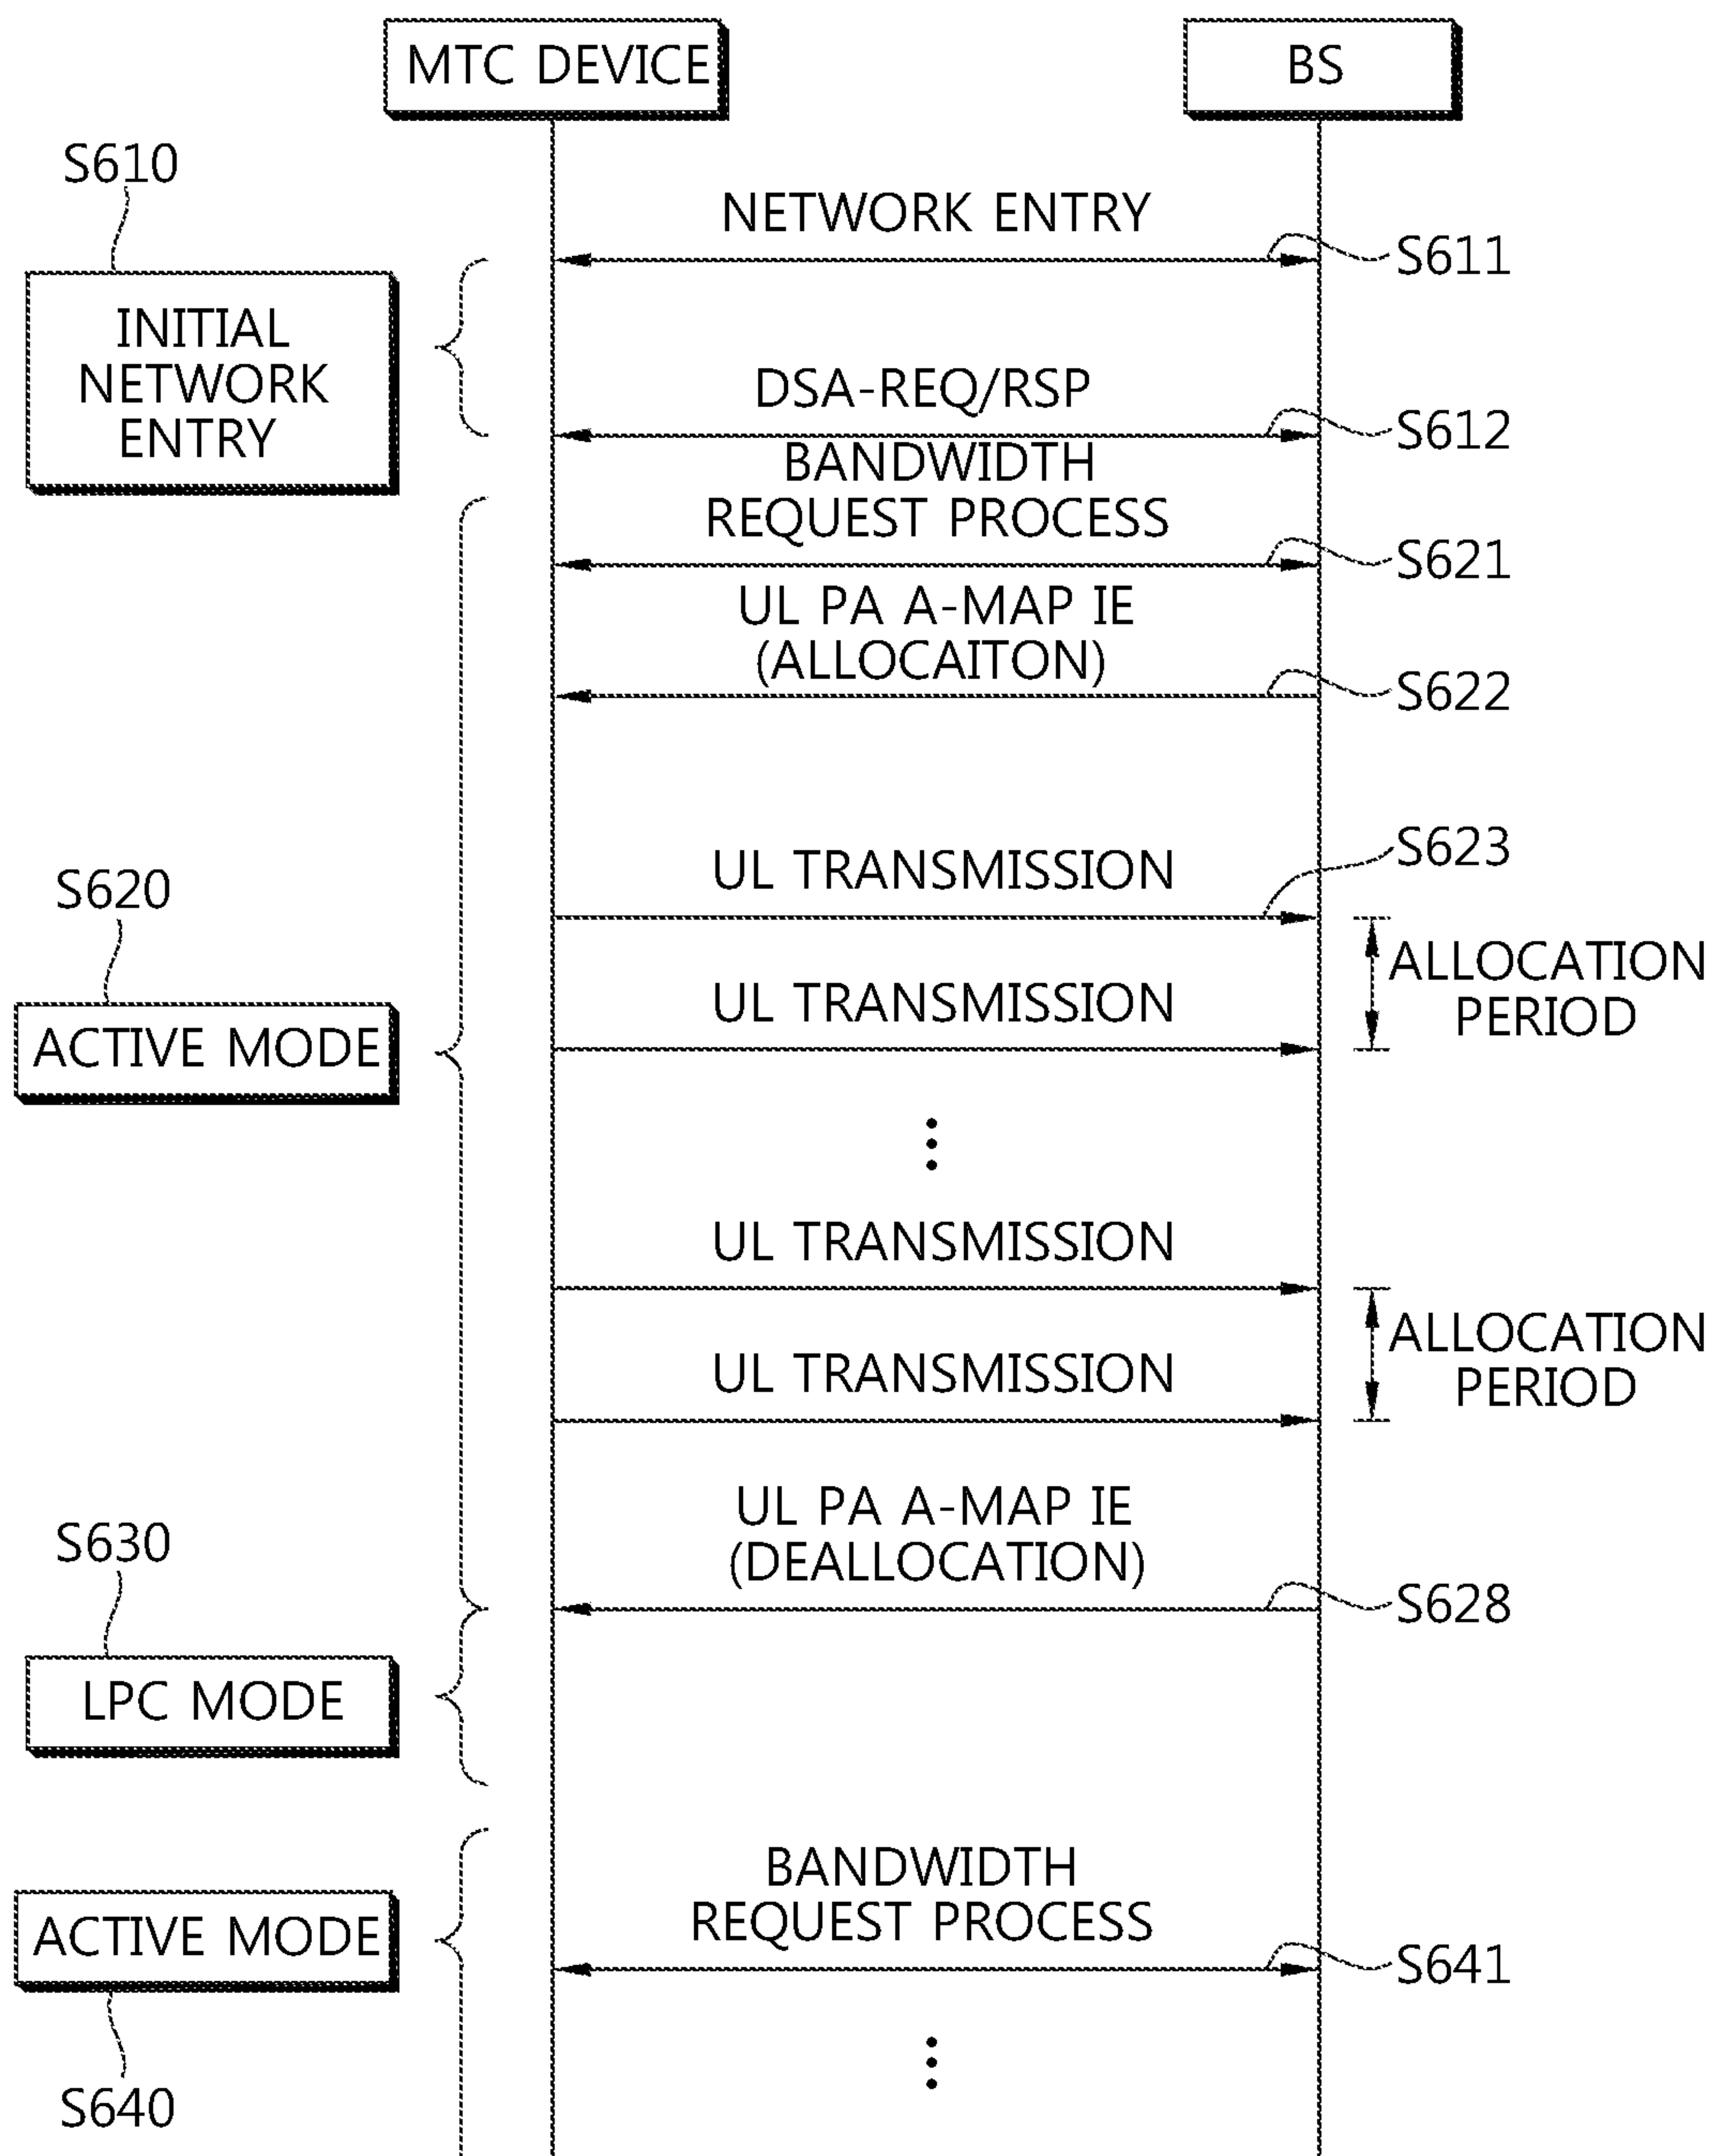 MTC DEVICE
BS
S610
NETWORK ENTRY
S611
INITIAL
NETWORK
ENTRY
DSA-REQ/RSP
S612
BANDWIDTH
REQUEST PROCESS
S621
UL PA A-MAP IE
(ALLOCAITON)
S622
S623
UL TRANSMISSION
S620
ALLOCATION
PERIOD
UL TRANSMISSION
ACTIVE MODE
UL TRANSMISSION
ALLOCATION
PERIOD
UL TRANSMISSION
UL PA A-MAP IE
(DEALLOCATION)
S630
S628
LPC MODE
BANDWIDTH
REQUEST PROCESS
ACTIVE MODE
S641
S640